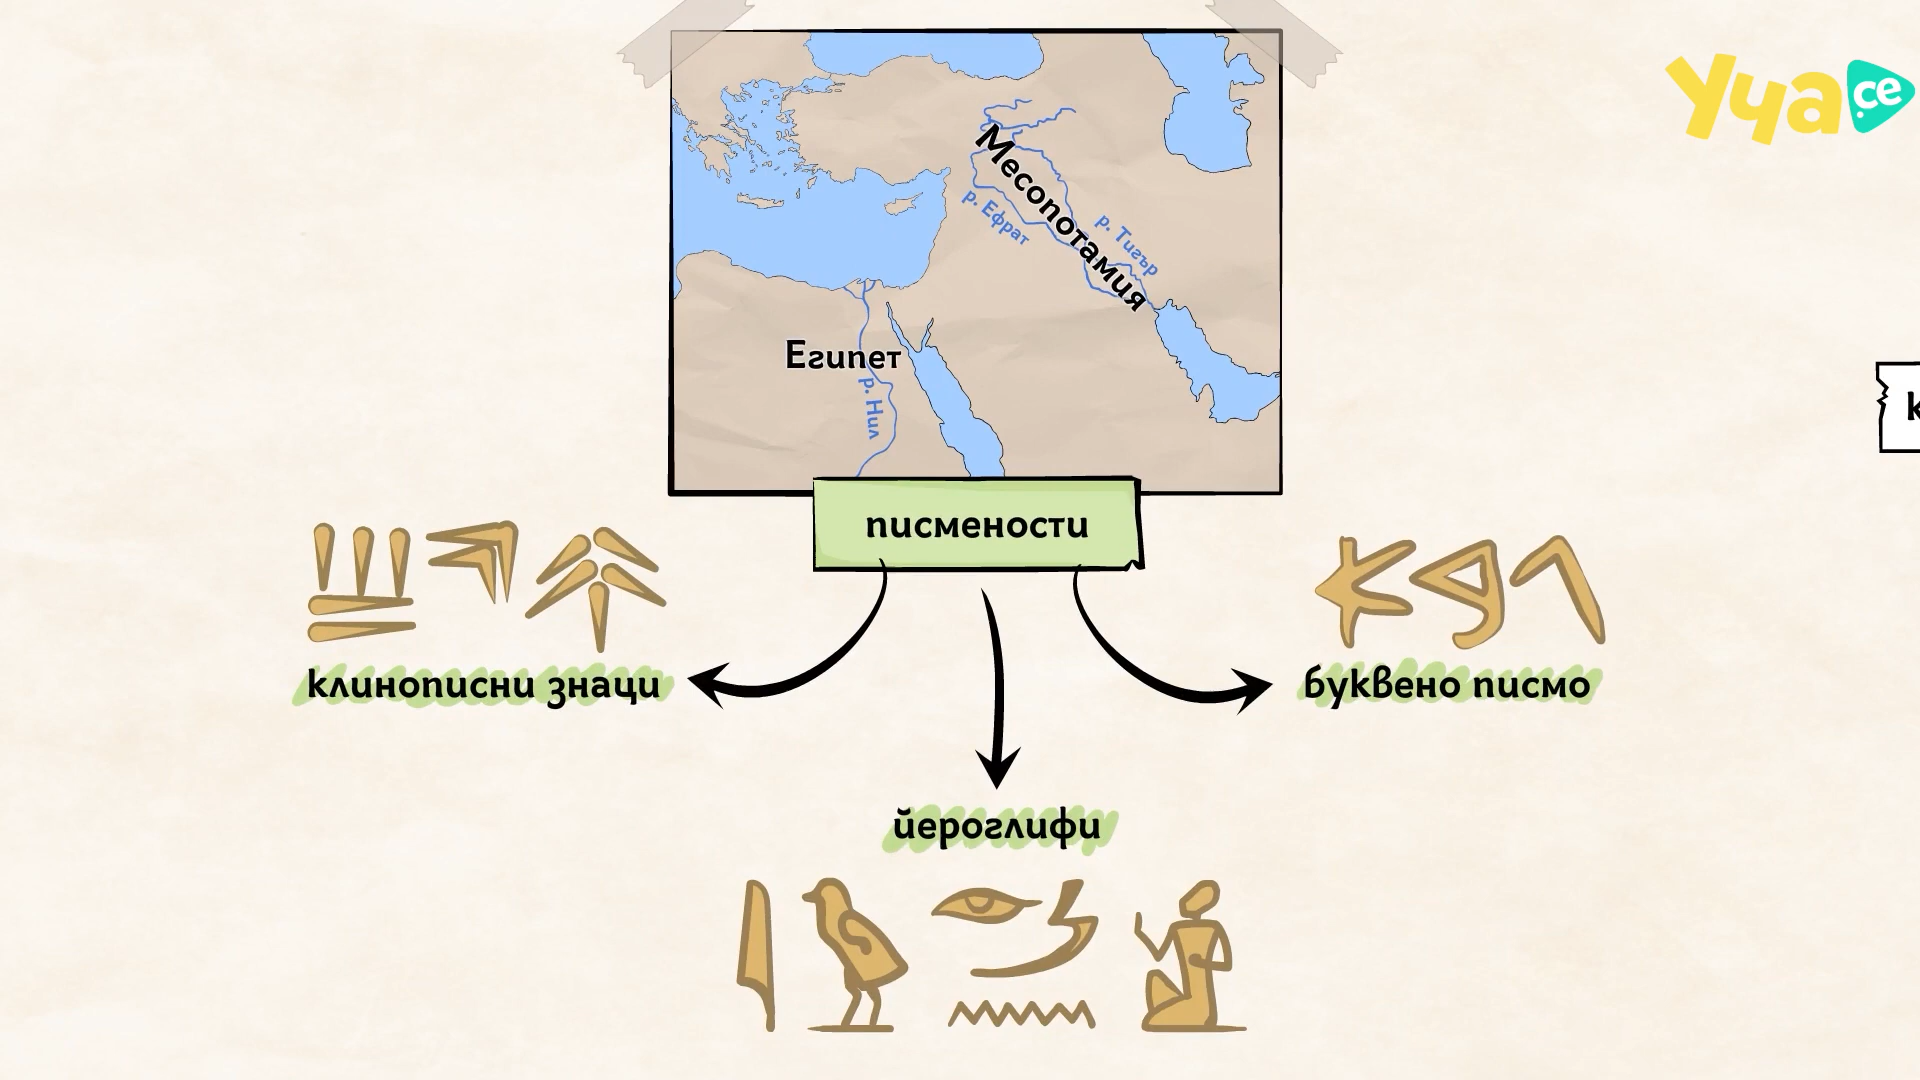 Уча се
Месопотамия
р. Ефрат
р. Тигър
Египет
р. Нил
писмености
клинописни знаци
буквено писмо
йероглифи